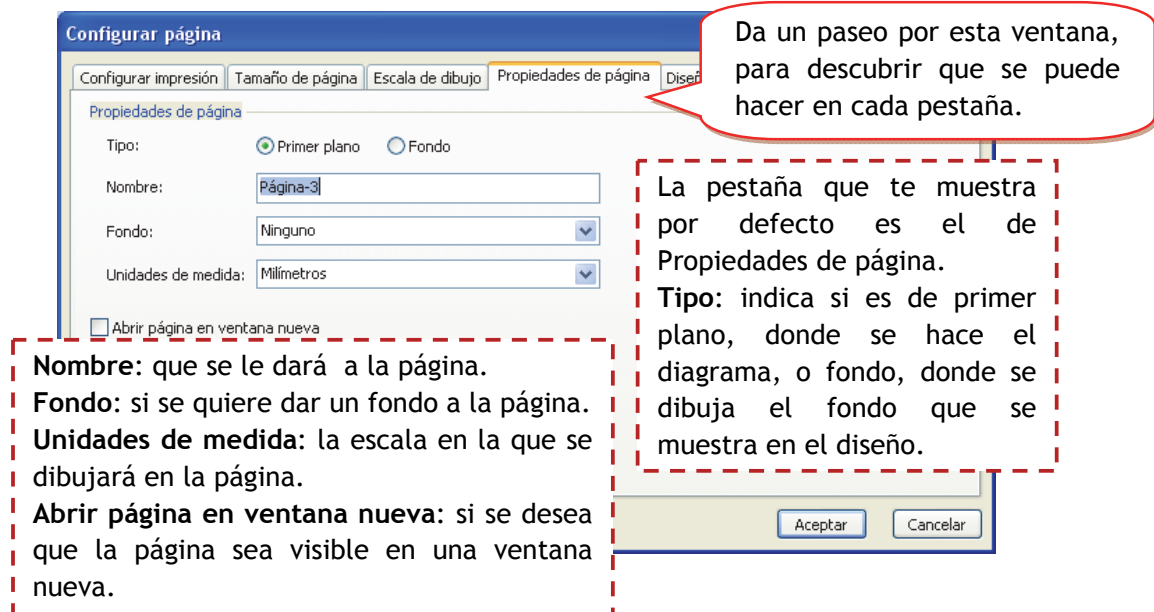 Configurar página
Configurar impresión Tamaño de página Escala de dibujo Propiedades de página
Propiedades de página
Tipo: Primer plano Fondo
Nombre: Página-3
Fondo: Ninguno
Unidades de medida: Milímetros
Abrir página en ventana nueva
Da un paseo por esta ventana,
para descubrir que se puede
hacer en cada pestaña.
La pestaña que te muestra
por defecto es el de
Propiedades de página.
Tipo: indica si es de primer
plano, donde se hace el
diagrama, o fondo, donde se
dibuja el fondo que se
muestra en el diseño.
Nombre: que se le dará a la página.
Fondo: si se quiere dar un fondo a la página.
Unidades de medida: la escala en la que se
dibujará en la página.
Abrir página en ventana nueva: si se desea
que la página sea visible en una ventana
nueva.
Aceptar Cancelar